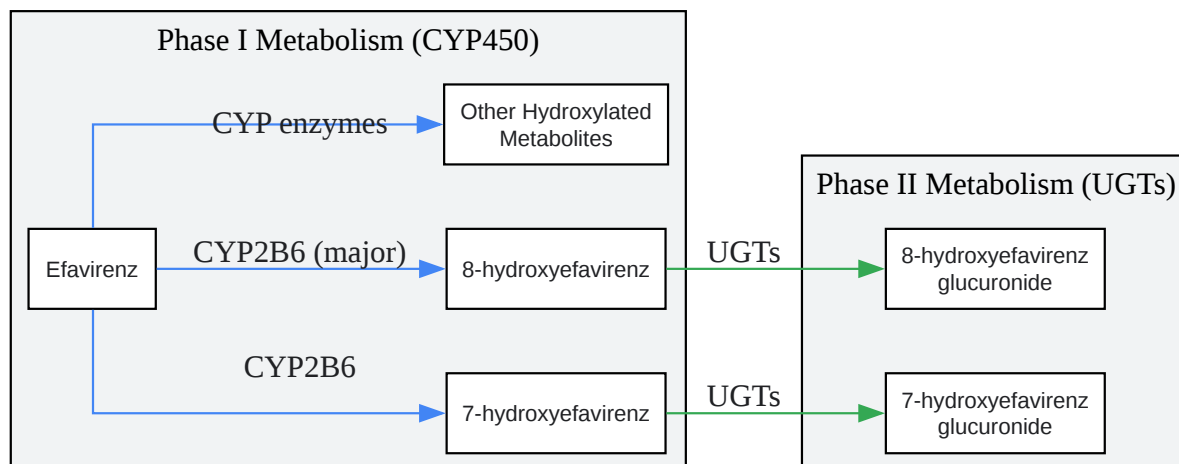 Phase I Metabolism (CYP450)
CYP enzymes
Other Hydroxylated
Metabolites
Phase II Metabolism (UGTs)
Efavirenz
CYP2B6 (major)
8-hydroxyefavirenz
UGTs
8-hydroxyefavirenz
glucuronide
CYP2B6
7-hydroxyefavirenz
UGTs
7-hydroxyefavirenz
glucuronide